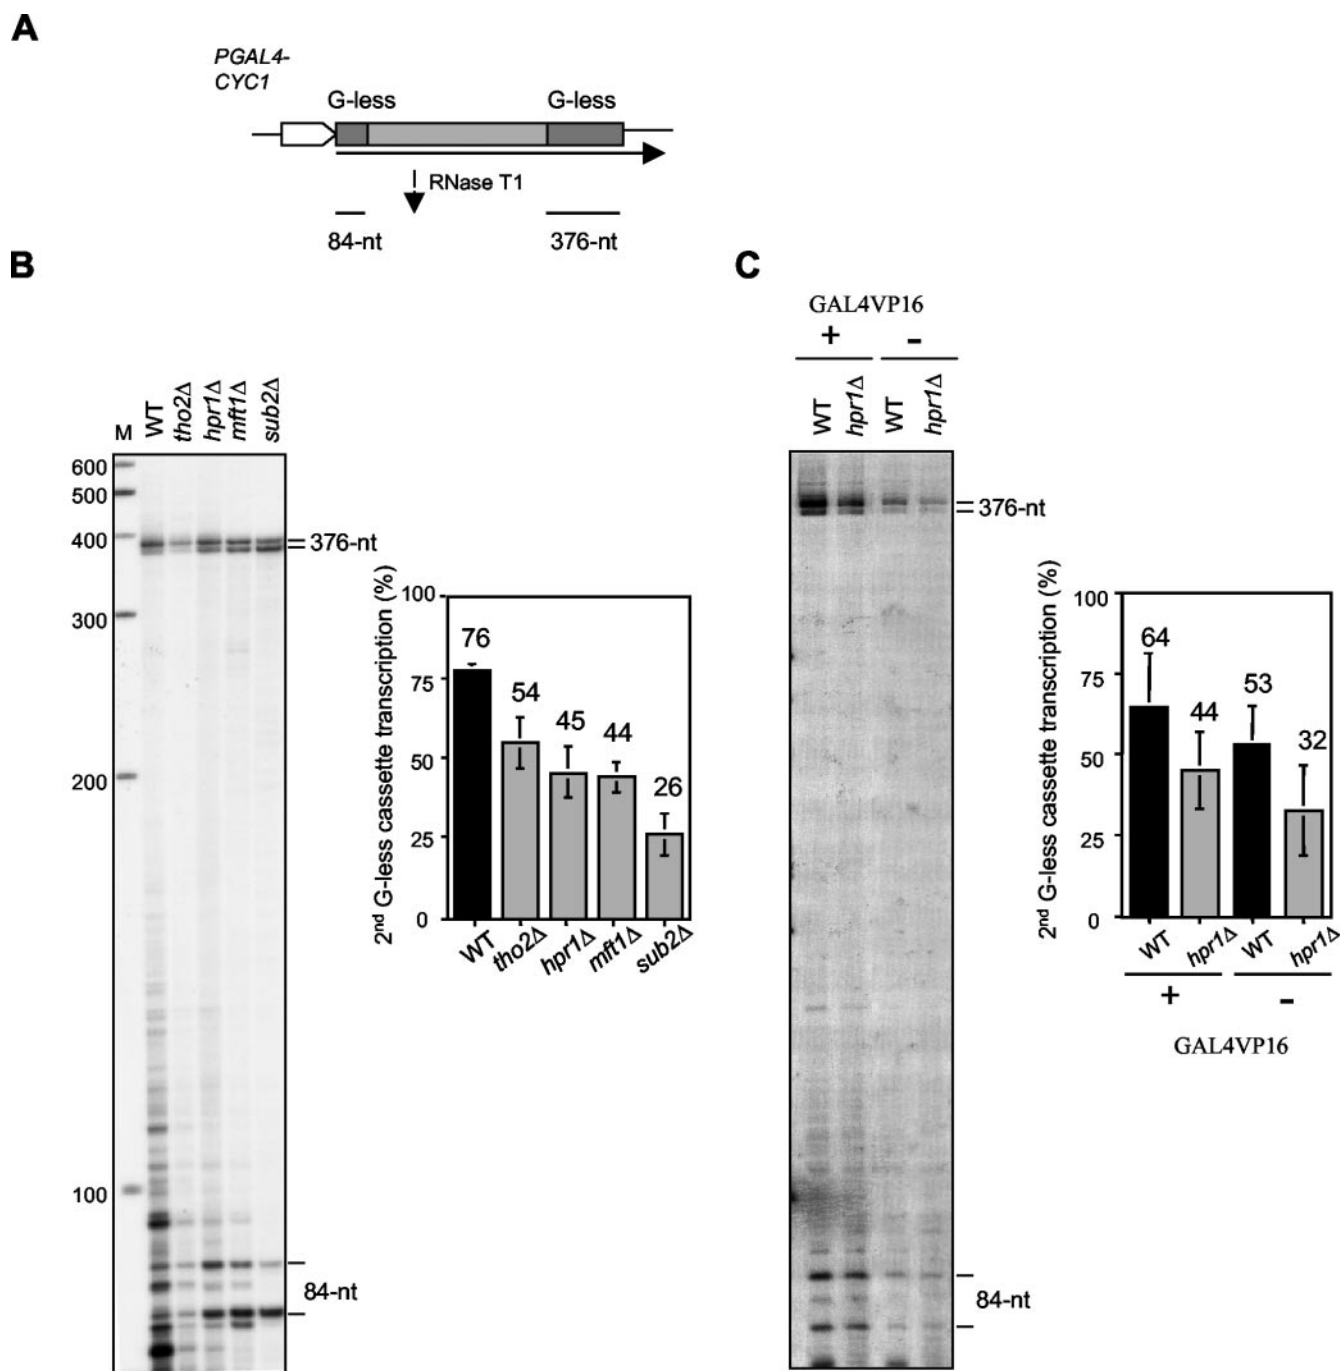 A
PGAL4-
CYC1
G-less G-less
RNase T1
84-nt 376-nt
B
M WT tho2Δ hpr1Δ mft1Δ sub2Δ
600
500
400
300
200
100
376-nt
84-nt
2nd G-less cassette transcription (%)
100
75
50
25
0
76
54
45
44
26
WT tho2Δ hpr1Δ mft1Δ sub2Δ
C
GAL4VP16
+ -
WT hpr1Δ WT hpr1Δ
376-nt
84-nt
2nd G-less cassette transcription (%)
100
75
50
25
0
64
44
53
32
WT hpr1Δ WT hpr1Δ
+ -
GAL4VP16